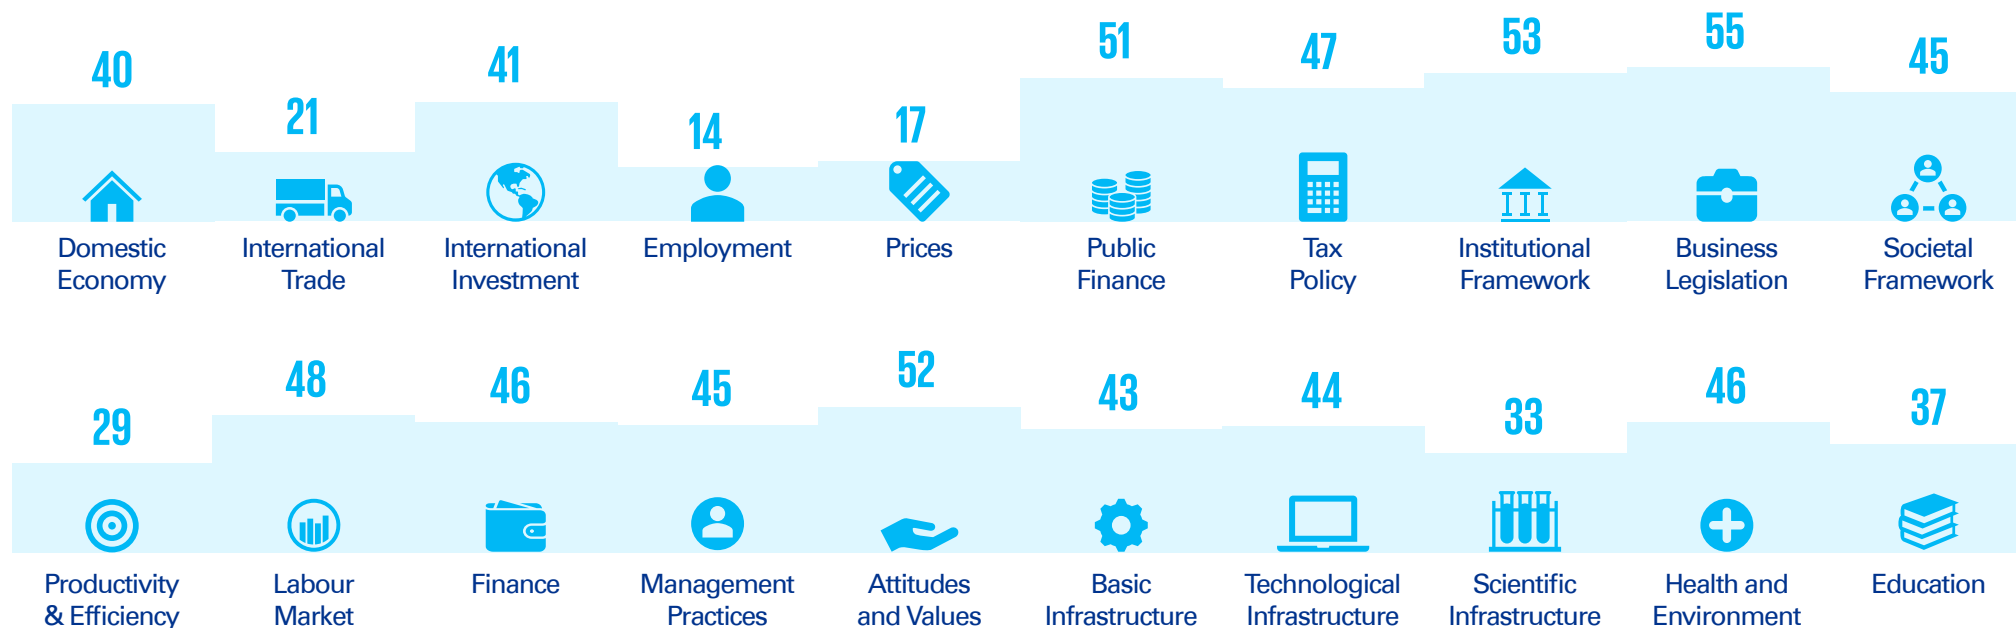 40
21
41
14
17
51
47
53
55
45
Domestic
Economy
International
Trade
International
Investment
Employment
Prices
Public
Finance
Tax
Policy
Institutional
Framework
Business
Legislation
Societal
Framework
29
48
46
45
52
43
44
33
46
37
Productivity
& Efficiency
Labour
Market
Finance
Management
Practices
Attitudes
and Values
Basic
Infrastructure
Technological
Infrastructure
Scientific
Infrastructure
Health and
Environment
Education